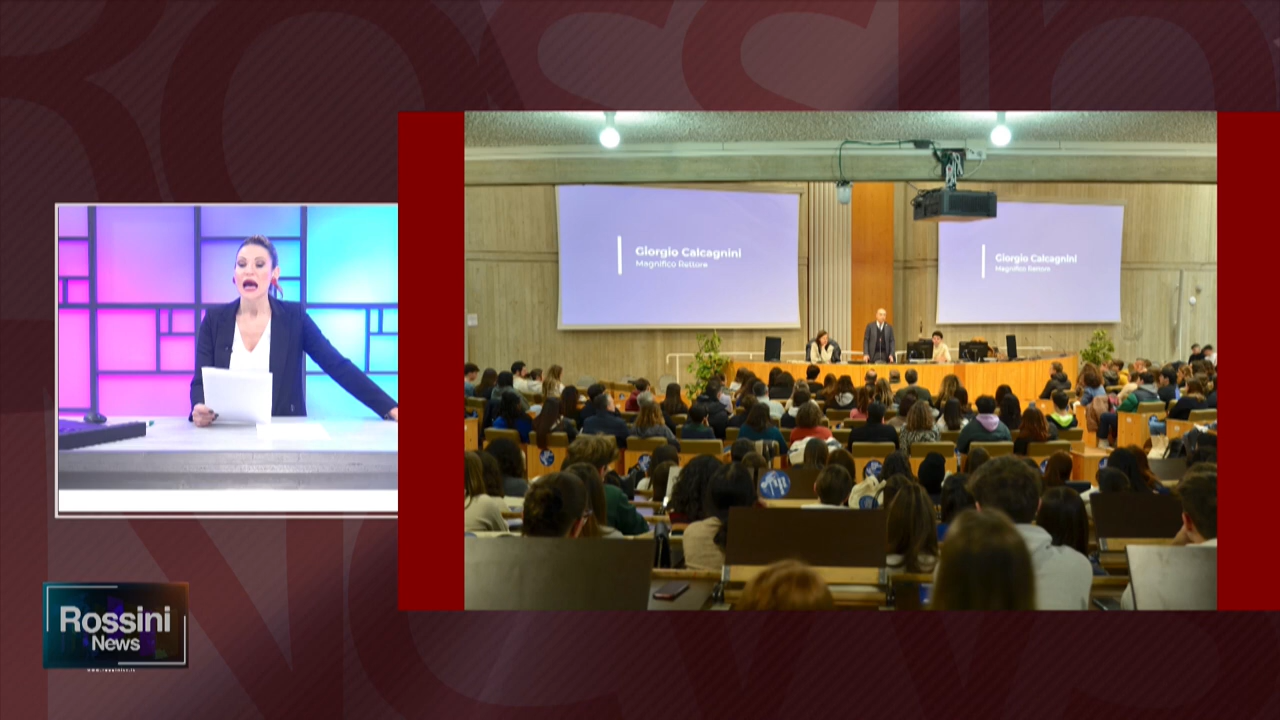 Giorgio Calcagnini
Magnifico Rettore
Giorgio Calcagnini
Magnifico Rettore
Rossini
News